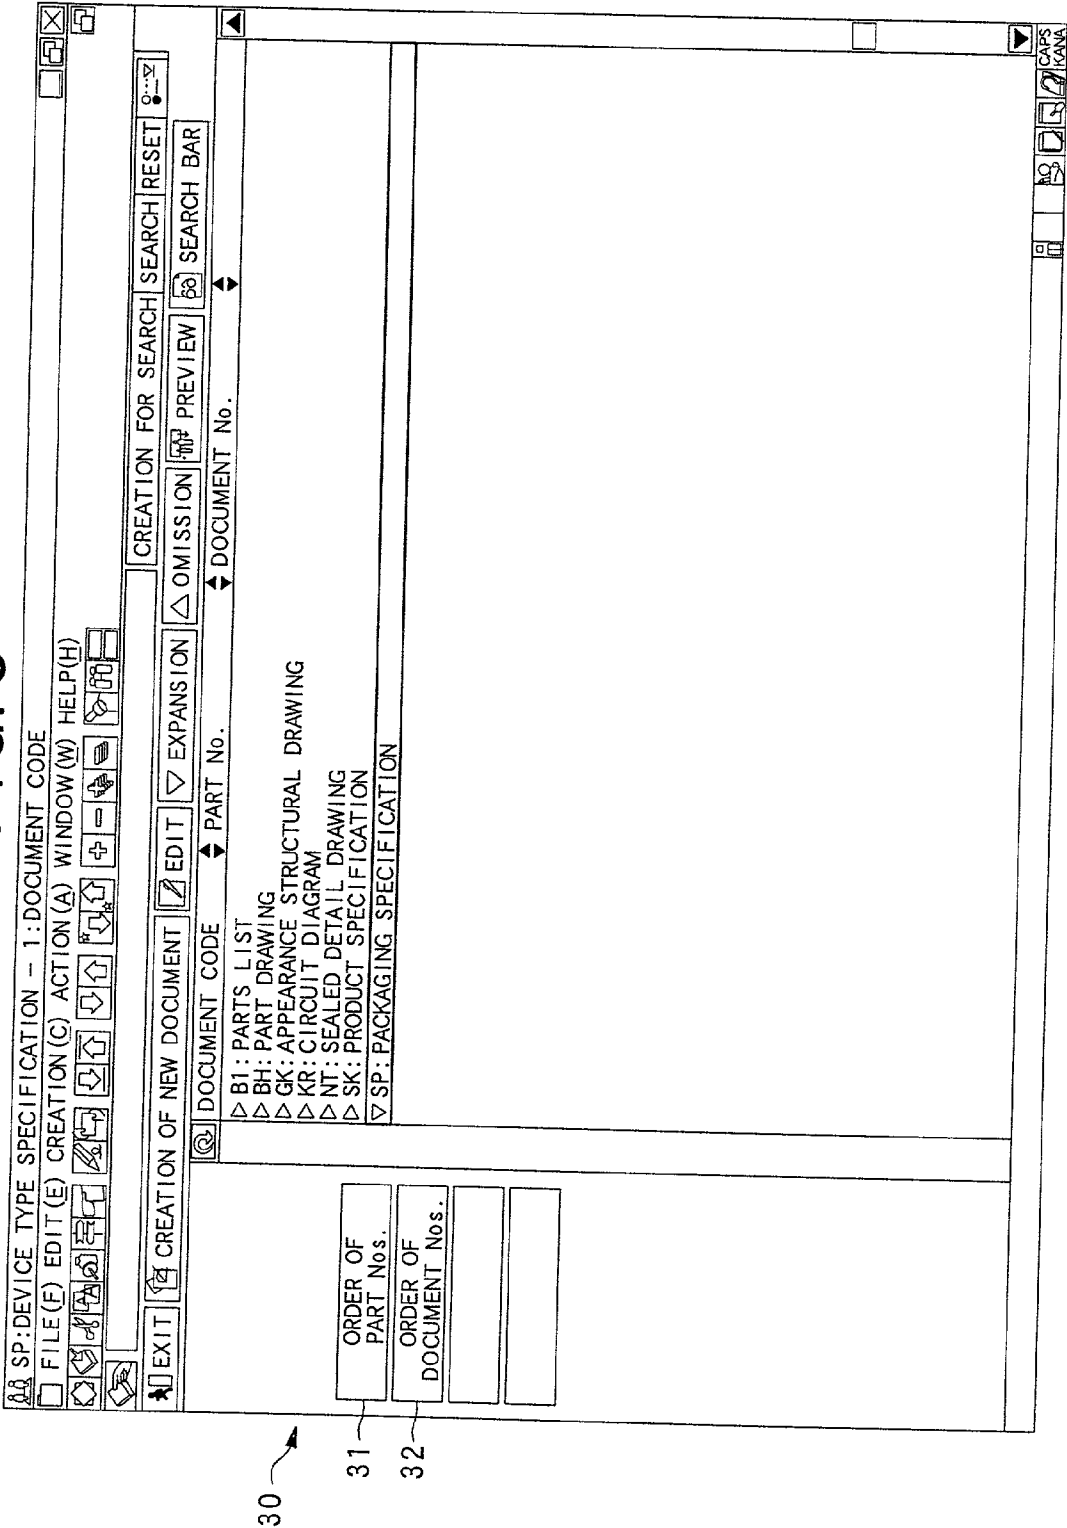 SP:DEVICE TYPE SPECIFICATION - 1:DOCUMENT CODE
FILE(F) EDIT(E) CREATION(C) ACTION(A) WINDOW(W) HELP(H)
CREATION FOR SEARCH SEARCH RESET
EXIT CREATION OF NEW DOCUMENT EDIT ▽ EXPANSION △ OMISSION PREVIEW SEARCH BAR
DOCUMENT CODE PART No. DOCUMENT No.
▷ B1:PARTS LIST
▷ BH:PART DRAWING
▷ GK:APPEARANCE STRUCTURAL DRAWING
▷ KR:CIRCUIT DIAGRAM
▷ NT:SEALED DETAIL DRAWING
▷ SK:PRODUCT SPECIFICATION
▽ SP:PACKAGING SPECIFICATION
30
31
ORDER OF
PART Nos.
32
ORDER OF
DOCUMENT Nos.
CAPS
KANA